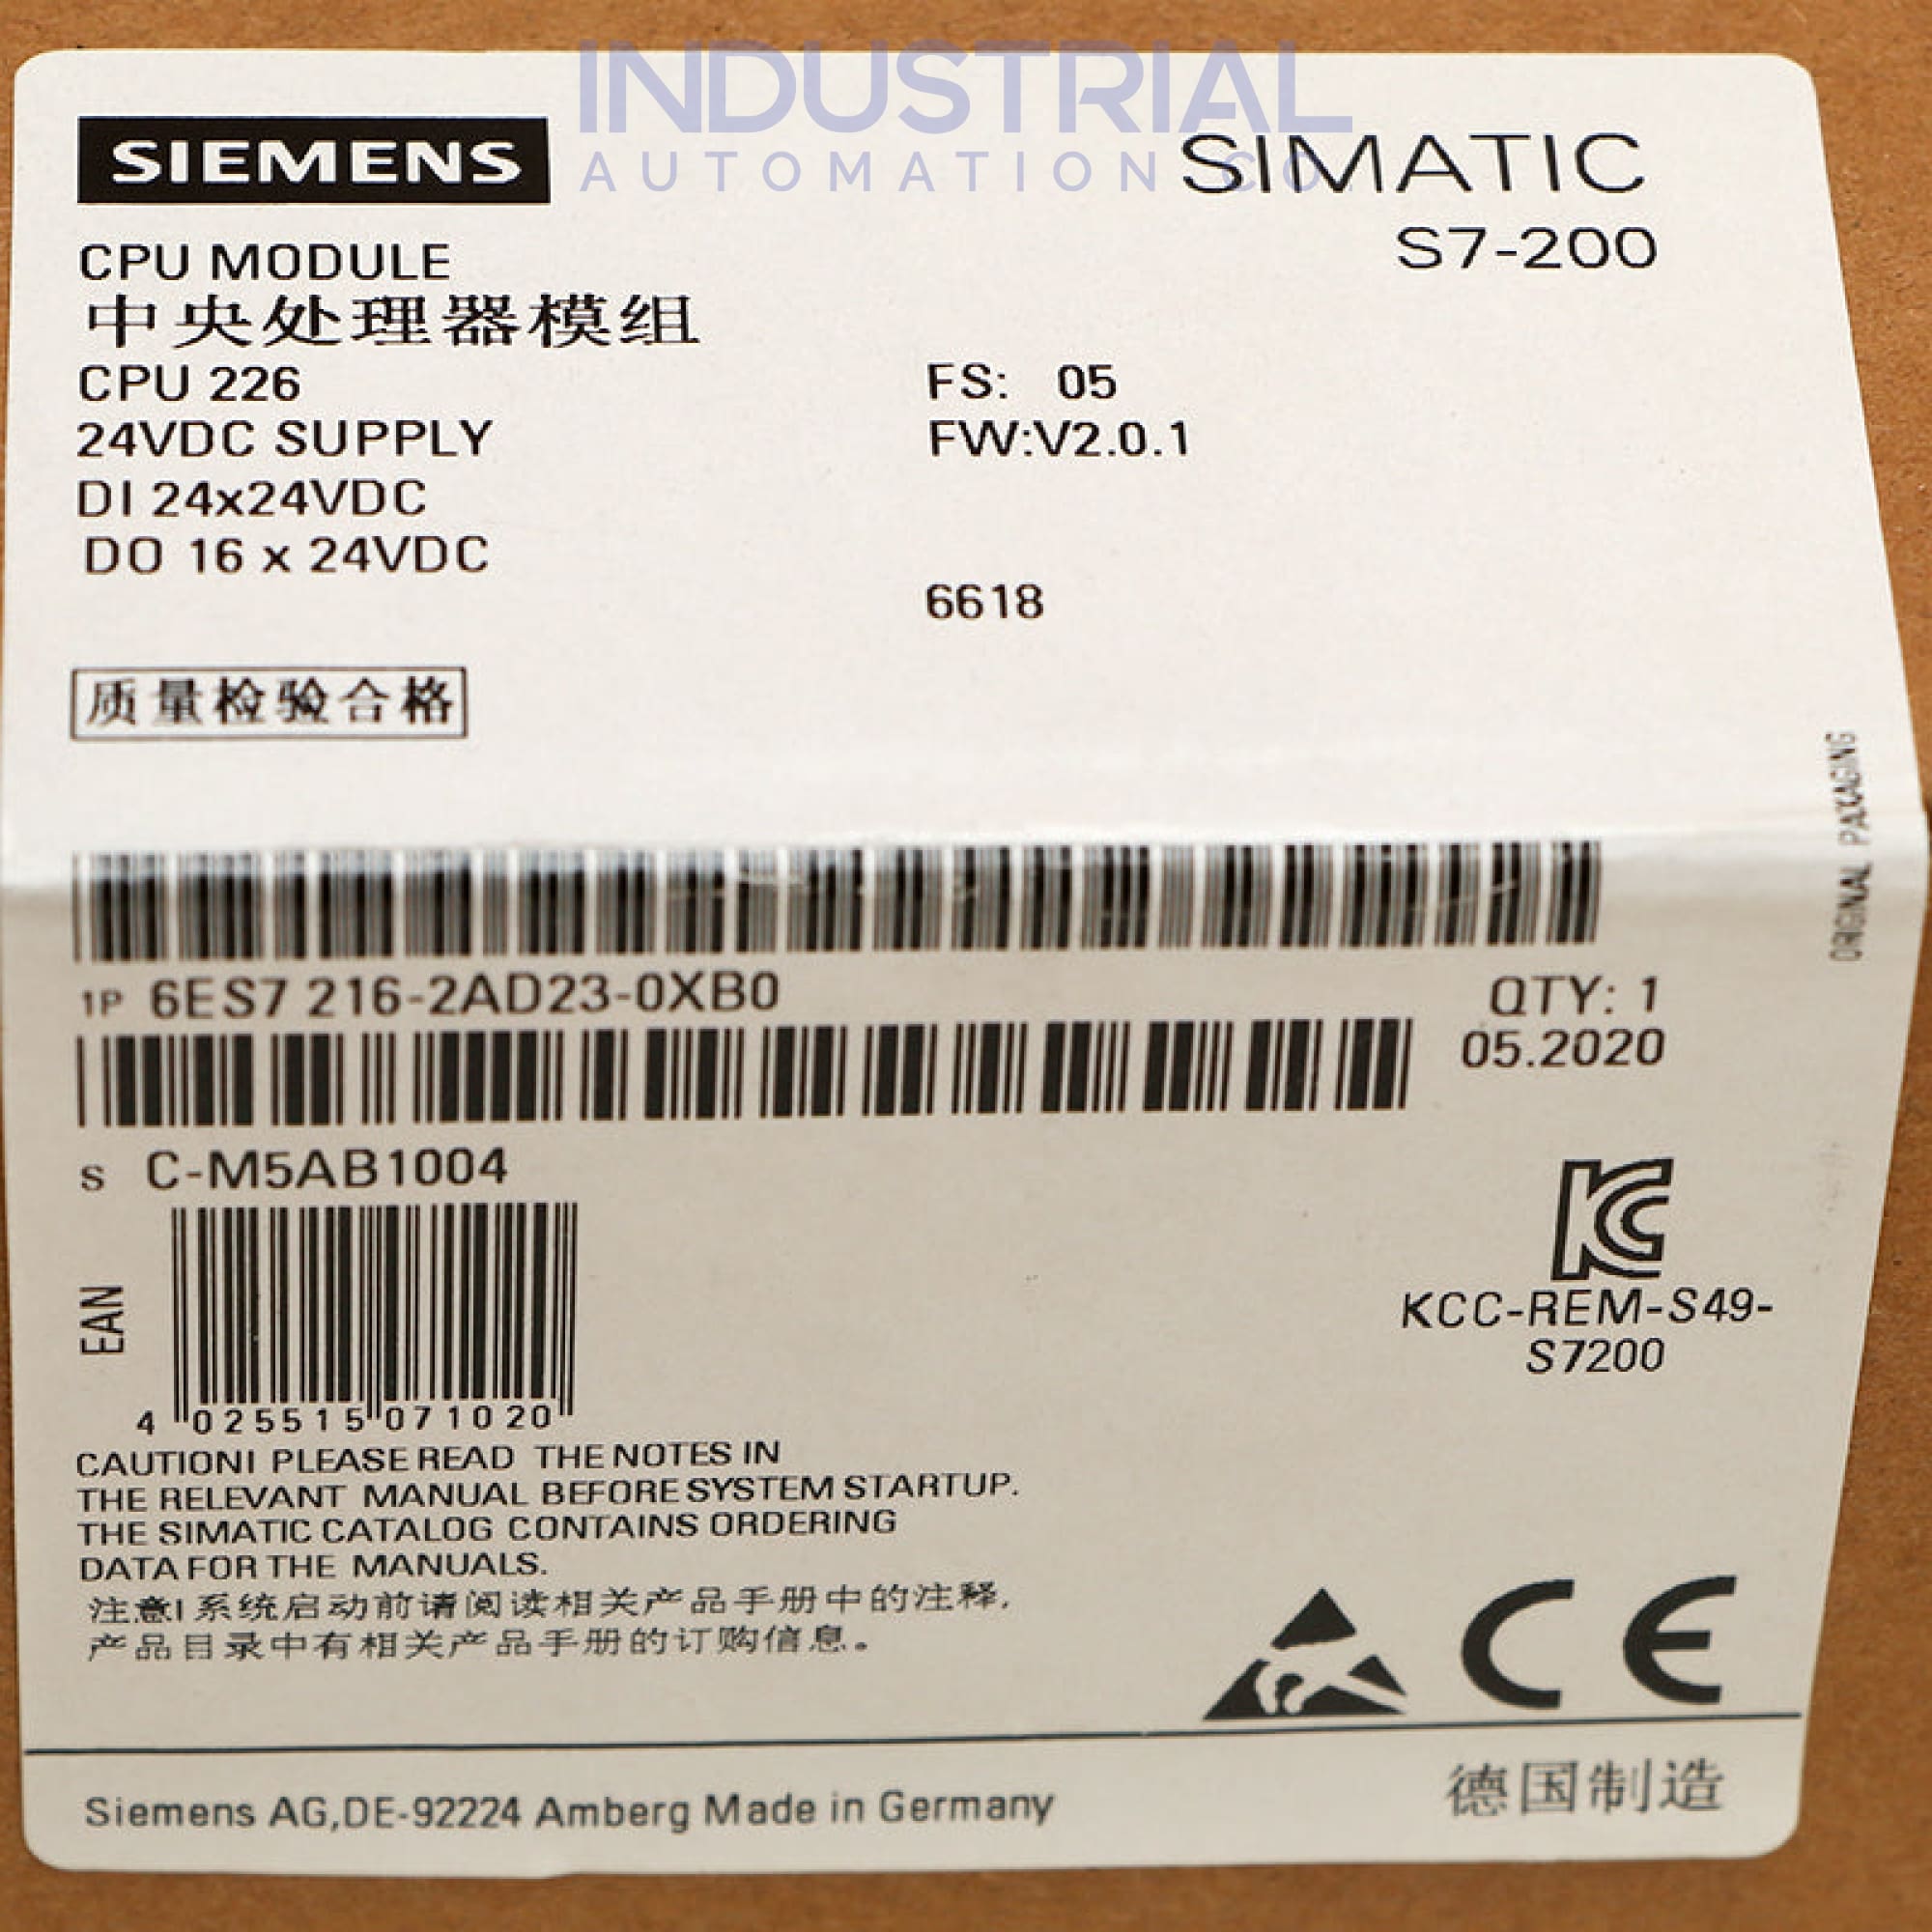 INDUSTRIAL
AUTOMATION CO
SIEMENS
SIMATIC
S7-200
CPU MODULE
中央处理器模组
CPU 226
FS: 05
24VDC SUPPLY
FW:V2.0.1
DI 24x24VDC
DO 16 x 24VDC
6618
质量检验合格
ORIGINAL PAXAGING
1P 6ES7 216-2AD23-0XB0
QTY: 1
05.2020
S C-M5AB1004
EAN
4 025515 071020
KC
KCC-REM-S49-
S7200
CAUTION! PLEASE READ THE NOTES IN
THE RELEVANT MANUAL BEFORE SYSTEM STARTUP.
THE SIMATIC CATALOG CONTAINS ORDERING
DATA FOR THE MANUALS.
注意! 系统启动前请阅读相关产品手册中的注释,
产品目录中有相关产品手册的订购信息。
CE
Siemens AG,DE-92224 Amberg Made in Germany
德国制造